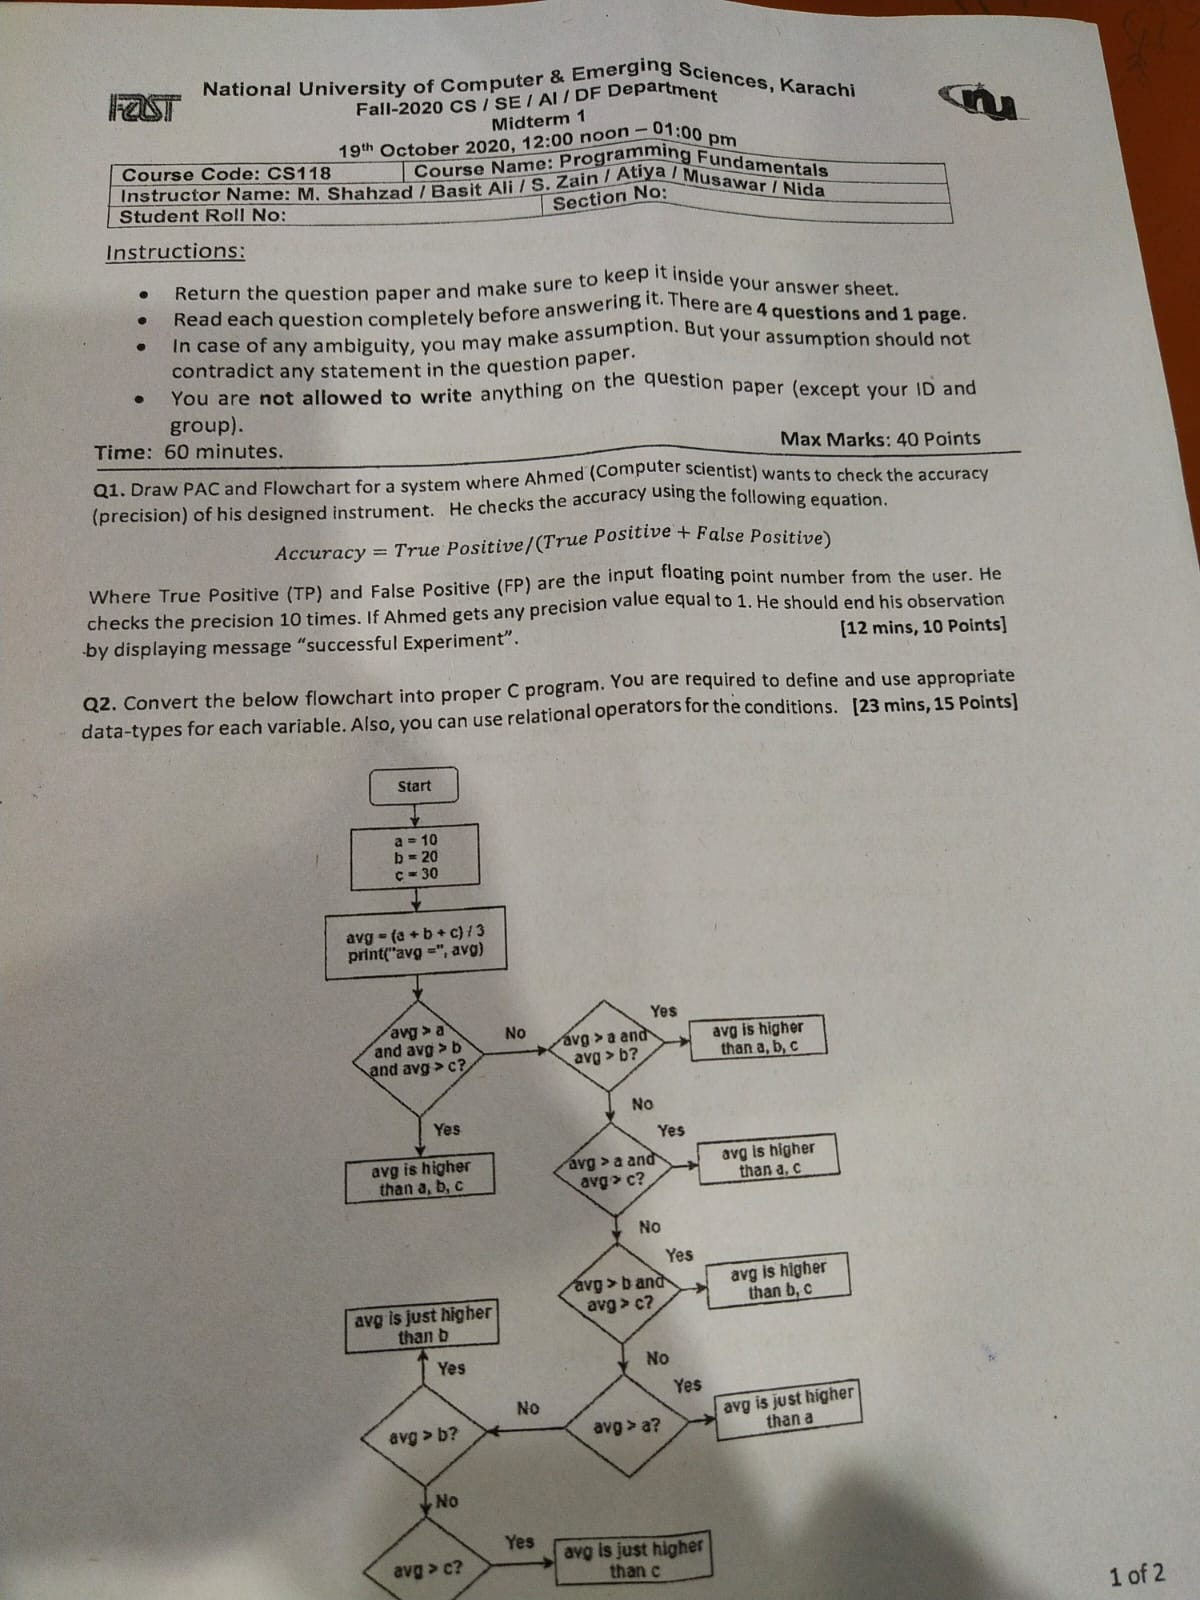 FAST
National University of Computer & Emerging Sciences, Karachi
Fall-2020 CS / SE / AI / DF Department
Midterm 1
19th October 2020, 12:00 noon – 01:00 pm
nu
Course Code: CS118 Course Name: Programming Fundamentals
Instructor Name: M. Shahzad / Basit Ali / S. Zain / Atiya / Musawar / Nida
Student Roll No: Section No:
Instructions:
• Return the question paper and make sure to keep it inside your answer sheet.
• Read each question completely before answering it. There are 4 questions and 1 page.
• In case of any ambiguity, you may make assumption. But your assumption should not
contradict any statement in the question paper.
• You are not allowed to write anything on the question paper (except your ID and
group).
Time: 60 minutes. Max Marks: 40 Points
Q1. Draw PAC and Flowchart for a system where Ahmed (Computer scientist) wants to check the accuracy
(precision) of his designed instrument. He checks the accuracy using the following equation.
Accuracy = True Positive/(True Positive + False Positive)
Where True Positive (TP) and False Positive (FP) are the input floating point number from the user. He
checks the precision 10 times. If Ahmed gets any precision value equal to 1. He should end his observation
by displaying message “successful Experiment”. [12 mins, 10 Points]
Q2. Convert the below flowchart into proper C program. You are required to define and use appropriate
data-types for each variable. Also, you can use relational operators for the conditions. [23 mins, 15 Points]
Start
a = 10
b = 20
c = 30
avg = (a + b + c) / 3
print("avg =", avg)
avg > a
and avg > b
and avg > c?
No
avg > a and
avg > b?
Yes
avg is higher
than a, b, c
Yes
avg is higher
than a, b, c
No
avg > a and
avg > c?
Yes
avg is higher
than a, c
No
avg > b and
avg > c?
Yes
avg is higher
than b, c
No
avg > a?
Yes
avg is just higher
than a
No
avg > b?
Yes
avg is just higher
than b
No
avg > c?
Yes
avg is just higher
than c
1 of 2